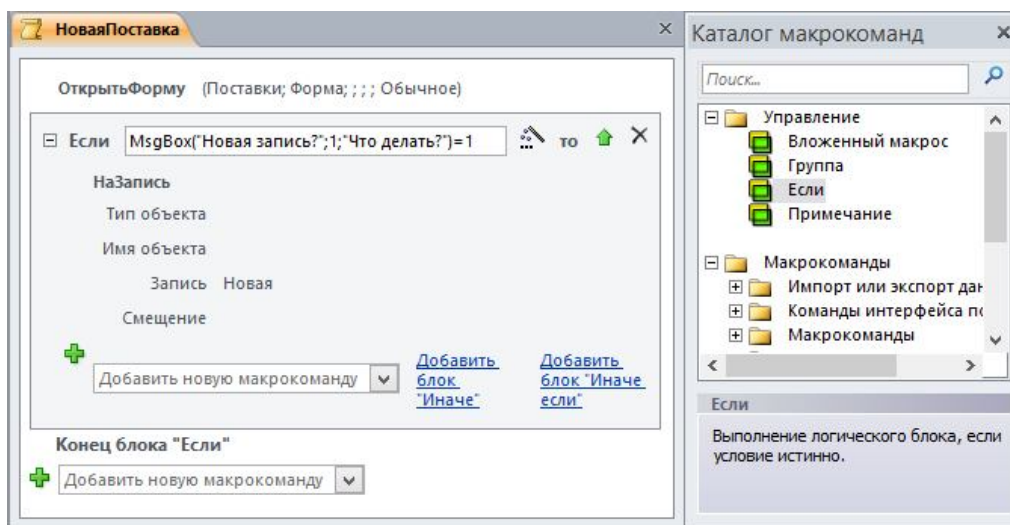 НоваяПоставка
ОткрытьФорму (Поставки; Форма; ; ; ; Обычное)
Если MsgBox("Новая запись?";1;"Что делать?")=1 то
НаЗапись
Тип объекта
Имя объекта
Запись Новая
Смещение
Добавить новую макрокоманду
Добавить
блок
"Иначе"
Добавить
блок "Иначе
если"
Конец блока "Если"
Добавить новую макрокоманду
Каталог макрокоманд
Поиск...
Управление
Вложенный макрос
Группа
Если
Примечание
Макрокоманды
Импорт или экспорт дан
Команды интерфейса по
Макрокоманды
Если
Выполнение логического блока, если
условие истинно.